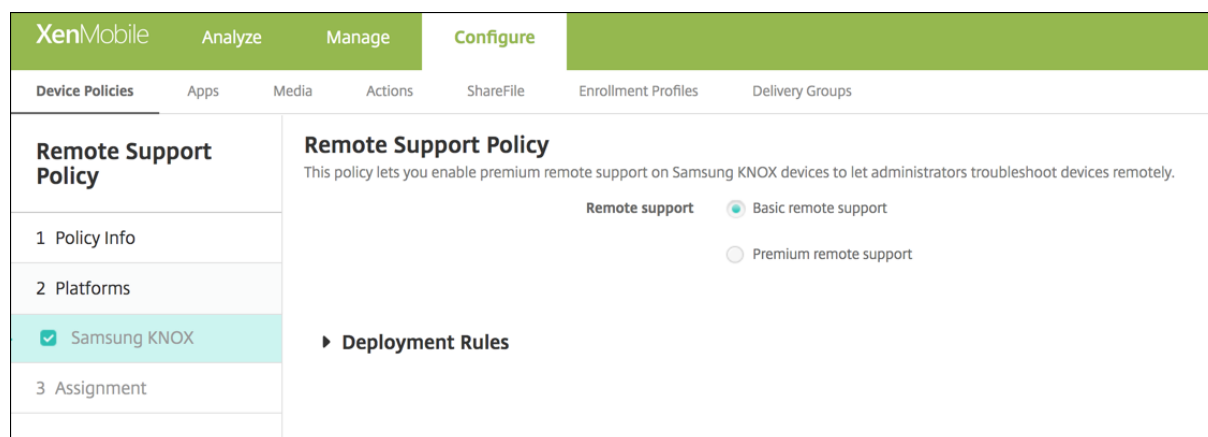 XenMobile Analyze Manage Configure
Device Policies Apps Media Actions ShareFile Enrollment Profiles Delivery Groups
Remote Support
Policy
1 Policy Info
2 Platforms
Samsung KNOX
3 Assignment
Remote Support Policy
This policy lets you enable premium remote support on Samsung KNOX devices to let administrators troubleshoot devices remotely.
Remote support Basic remote support
Premium remote support
Deployment Rules